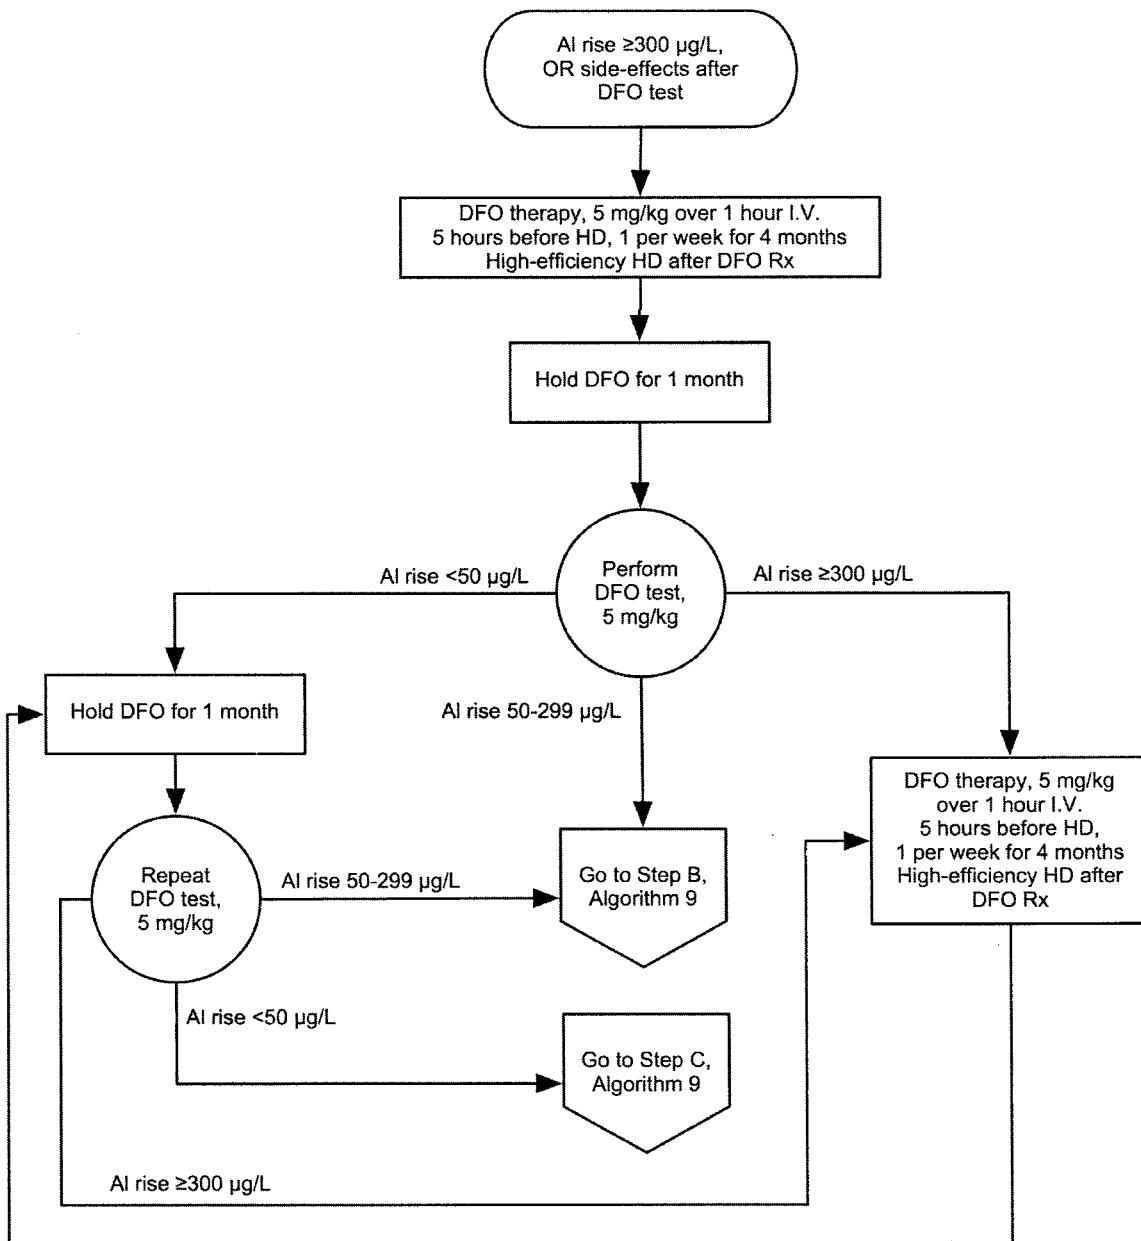 Al rise ≥300 µg/L,
OR side-effects after
DFO test
DFO therapy, 5 mg/kg over 1 hour I.V.
5 hours before HD, 1 per week for 4 months
High-efficiency HD after DFO Rx
Hold DFO for 1 month
Perform
DFO test,
5 mg/kg
Al rise <50 µg/L
Al rise ≥300 µg/L
Al rise 50-299 µg/L
Hold DFO for 1 month
DFO therapy, 5 mg/kg
over 1 hour I.V.
5 hours before HD,
1 per week for 4 months
High-efficiency HD after
DFO Rx
Repeat
DFO test,
5 mg/kg
Al rise 50-299 µg/L
Go to Step B,
Algorithm 9
Al rise <50 µg/L
Go to Step C,
Algorithm 9
Al rise ≥300 µg/L